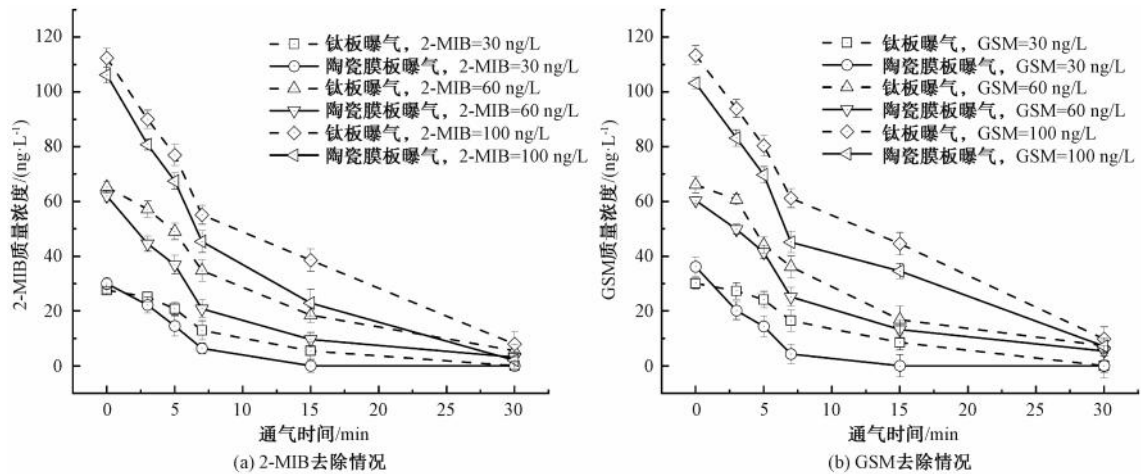 120
100
80
60
40
20
0
2-MIB质量浓度/(ng·L⁻¹)
钛板曝气，2-MIB=30 ng/L
陶瓷膜板曝气，2-MIB=30 ng/L
钛板曝气，2-MIB=60 ng/L
陶瓷膜板曝气，2-MIB=60 ng/L
钛板曝气，2-MIB=100 ng/L
陶瓷膜板曝气，2-MIB=100 ng/L
0 5 10 15 20 25 30
通气时间/min
(a) 2-MIB去除情况
120
100
80
60
40
20
0
GSM质量浓度/(ng·L⁻¹)
钛板曝气，GSM=30 ng/L
陶瓷膜板曝气，GSM=30 ng/L
钛板曝气，GSM=60 ng/L
陶瓷膜板曝气，GSM=60 ng/L
钛板曝气，GSM=100 ng/L
陶瓷膜板曝气，GSM=100 ng/L
0 5 10 15 20 25 30
通气时间/min
(b) GSM去除情况